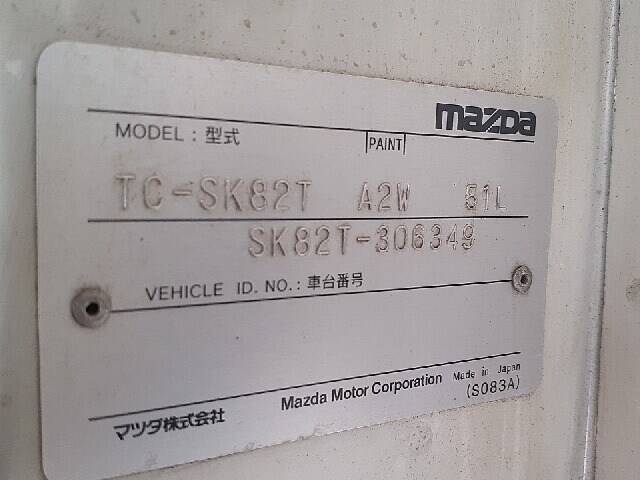 mazda
MODEL : 型式 PAINT
TC-SK82T A2W 51L
SK82T-306349
VEHICLE ID. NO. : 車台番号
マツダ株式会社 Mazda Motor Corporation Made in Japan
(S083A)